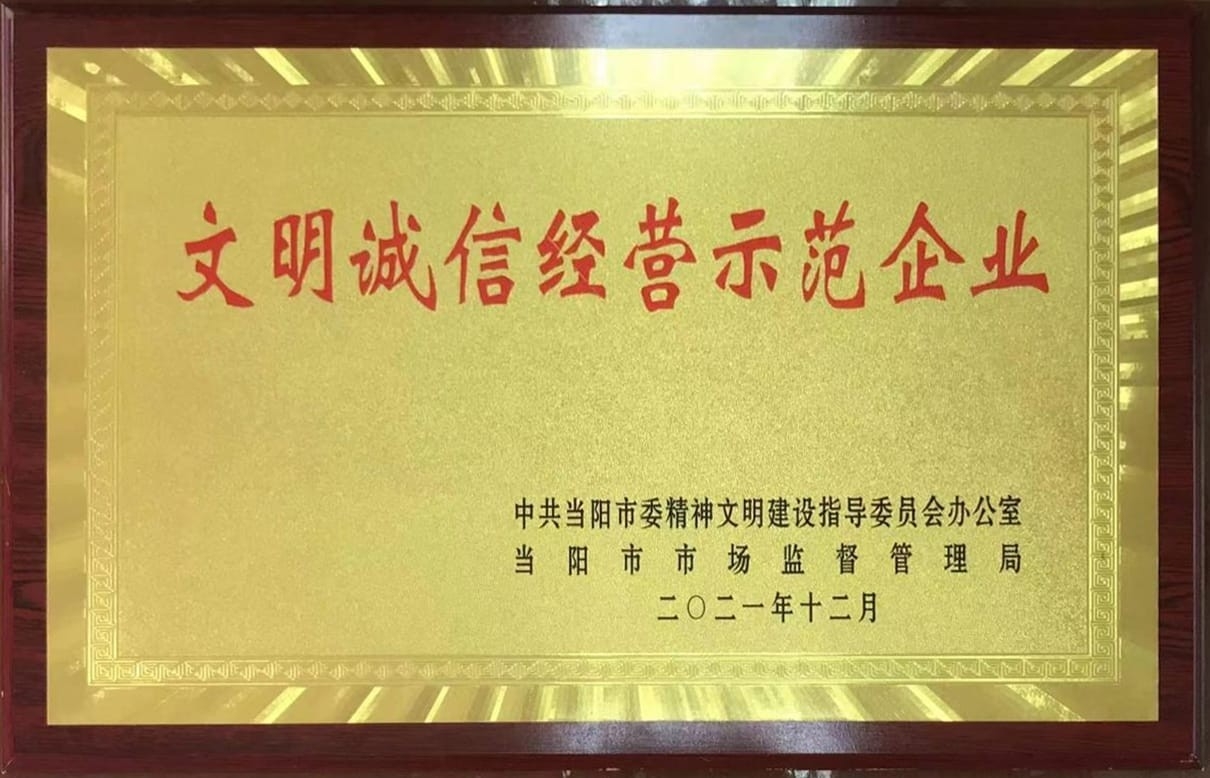 文明诚信经营示范企业
中共当阳市委精神文明建设指导委员会办公室
当阳市市场监督管理局
二〇二一年十二月